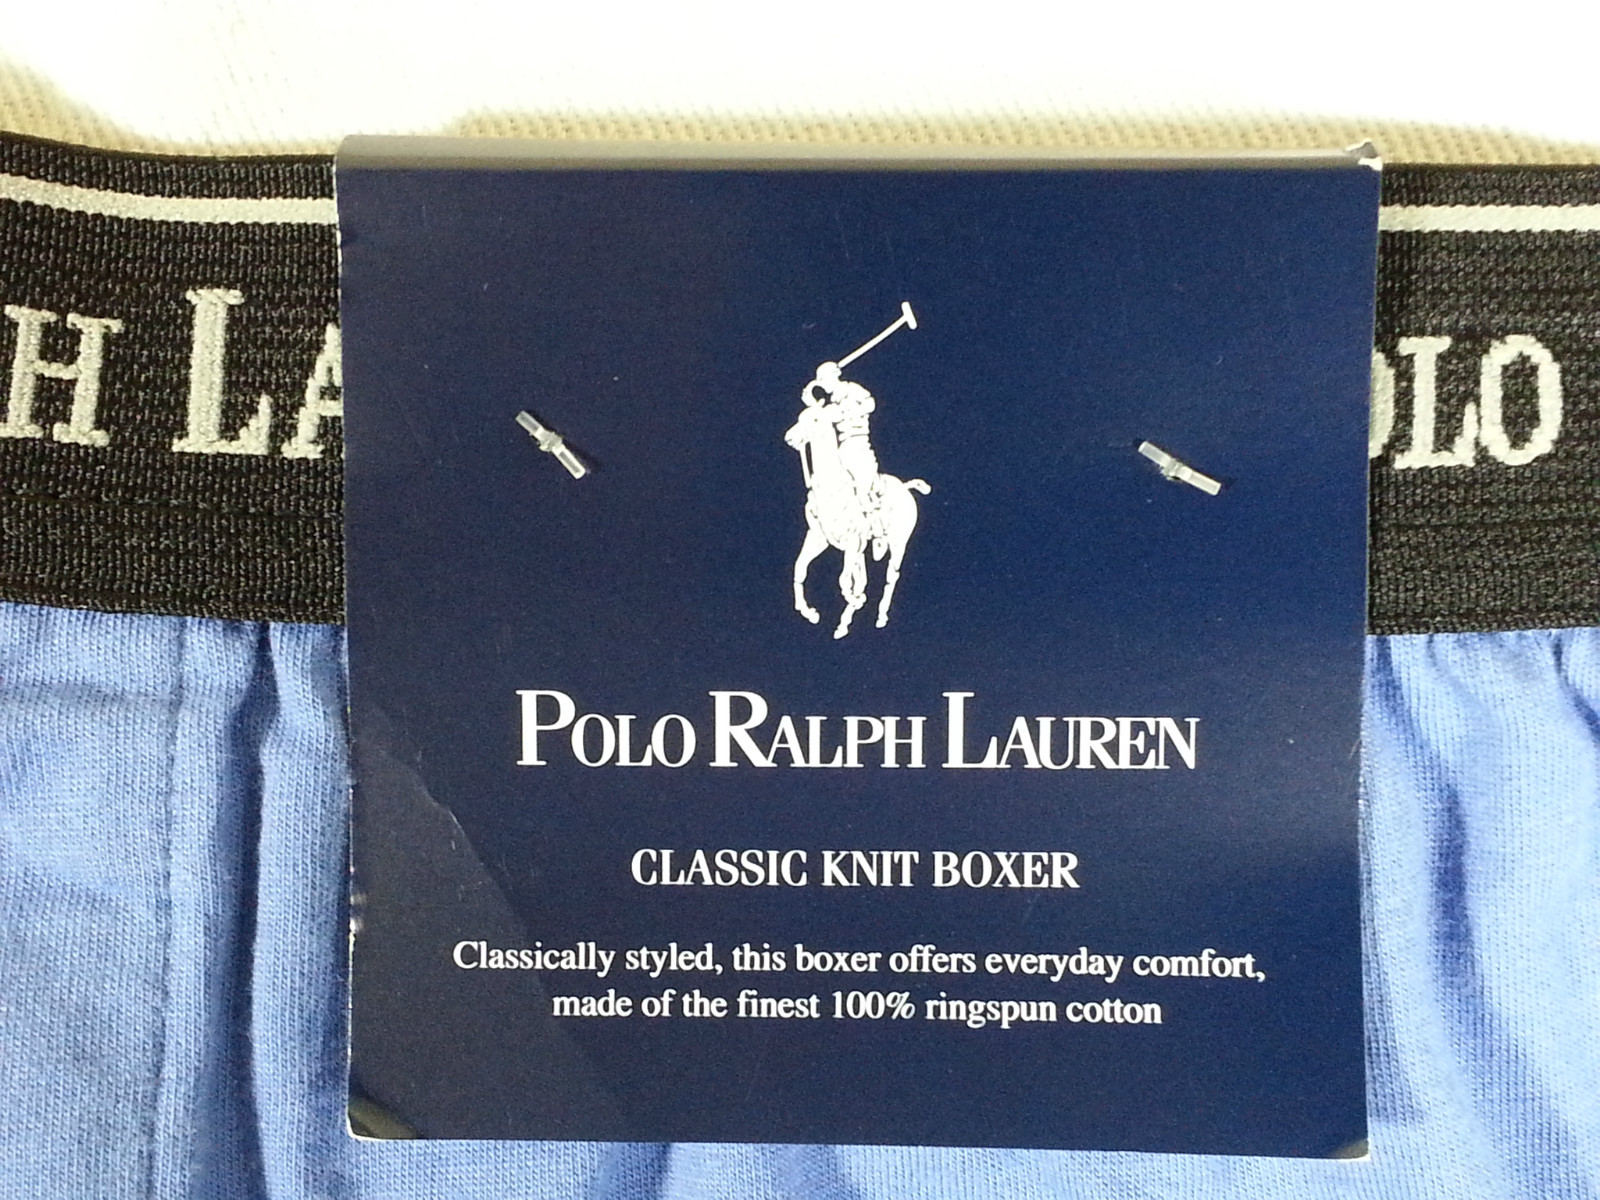 H LA
OLO
POLO RALPH LAUREN
CLASSIC KNIT BOXER
Classically styled, this boxer offers everyday comfort,
made of the finest 100% ringspun cotton